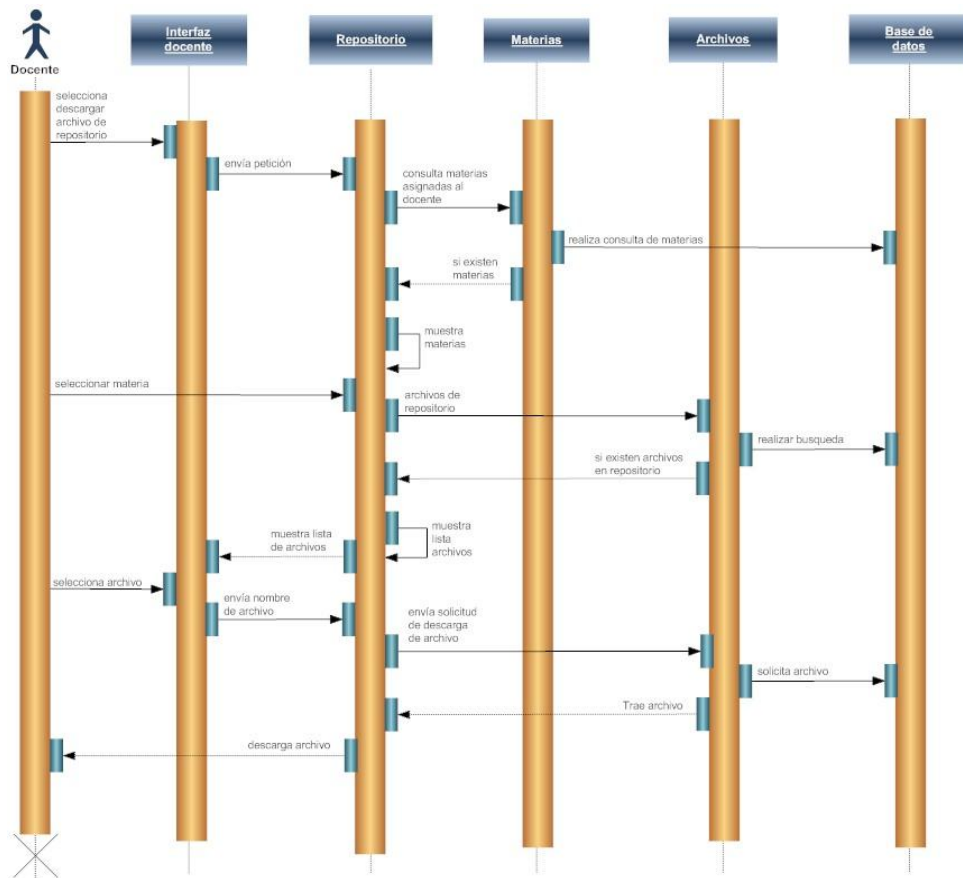 Interfaz
docente
Repositorio
Materias
Archivos
Base de
datos
Docente
selecciona
descargar
archivo de
repositorio
envía petición
consulta materias
asignadas al
docente
realiza consulta de materias
si existen
materias
muestra
materias
seleccionar materia
archivos de
repositorio
realizar busqueda
si existen archivos
en repositorio
muestra
lista
archivos
muestra lista
de archivos
selecciona archivo
envía nombre
de archivo
envía solicitud
de descarga
de archivo
solicita archivo
Trae archivo
descarga archivo